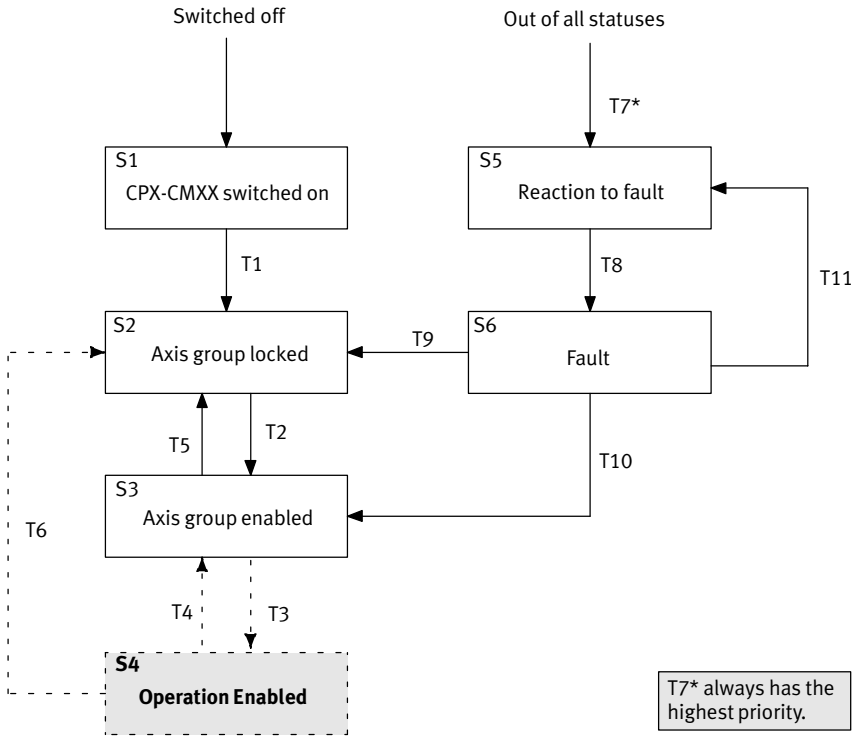 Switched off
Out of all statuses
T7*
S1
CPX-CMXX switched on
S5
Reaction to fault
T1
T8
T11
S2
Axis group locked
T9
S6
Fault
T5
T2
T10
S3
Axis group enabled
T6
T4
T3
S4
Operation Enabled
T7* always has the
highest priority.